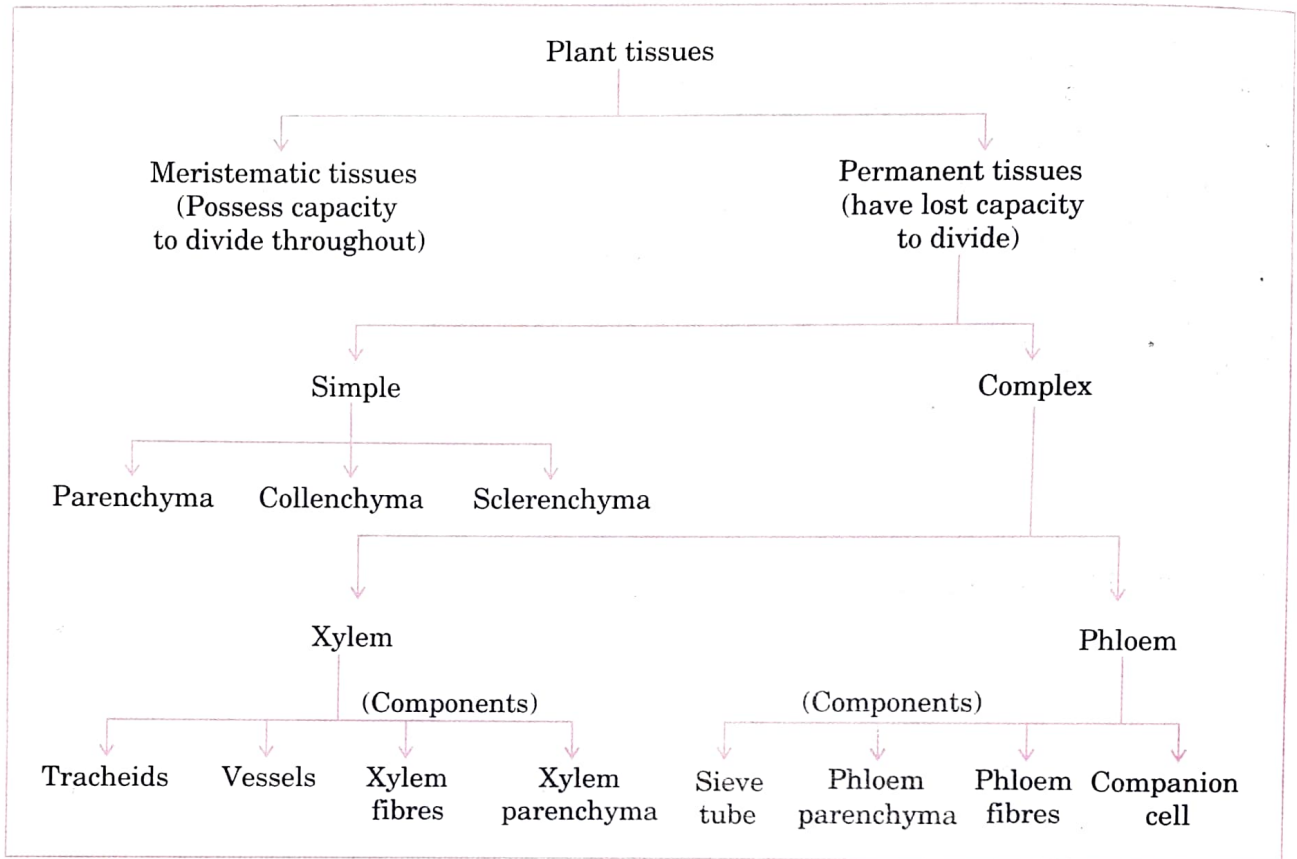 Plant tissues
Meristematic tissues
(Possess capacity
to divide throughout)
Permanent tissues
(have lost capacity
to divide)
Simple
Complex
Parenchyma
Collenchyma
Sclerenchyma
Xylem
Phloem
(Components)
(Components)
Tracheids
Vessels
Xylem
fibres
Xylem
parenchyma
Sieve
tube
Phloem
parenchyma
Phloem
fibres
Companion
cell